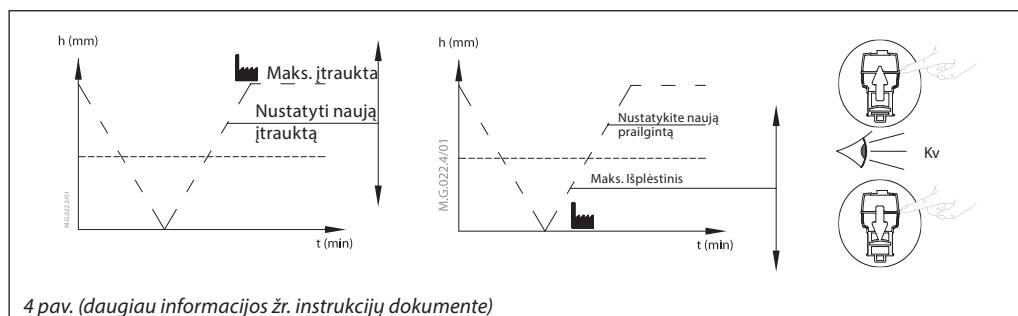 h (mm)
Maks. įtraukta
Nustatyti naują
įtrauktą
M.G.022.3/01
t (min)
h (mm)
Nustatykite naują
prailgintą
M.G.022.4/01
Maks. Išplėstinis
t (min)
Kv
4 pav. (daugiau informacijos žr. instrukcijų dokumente)